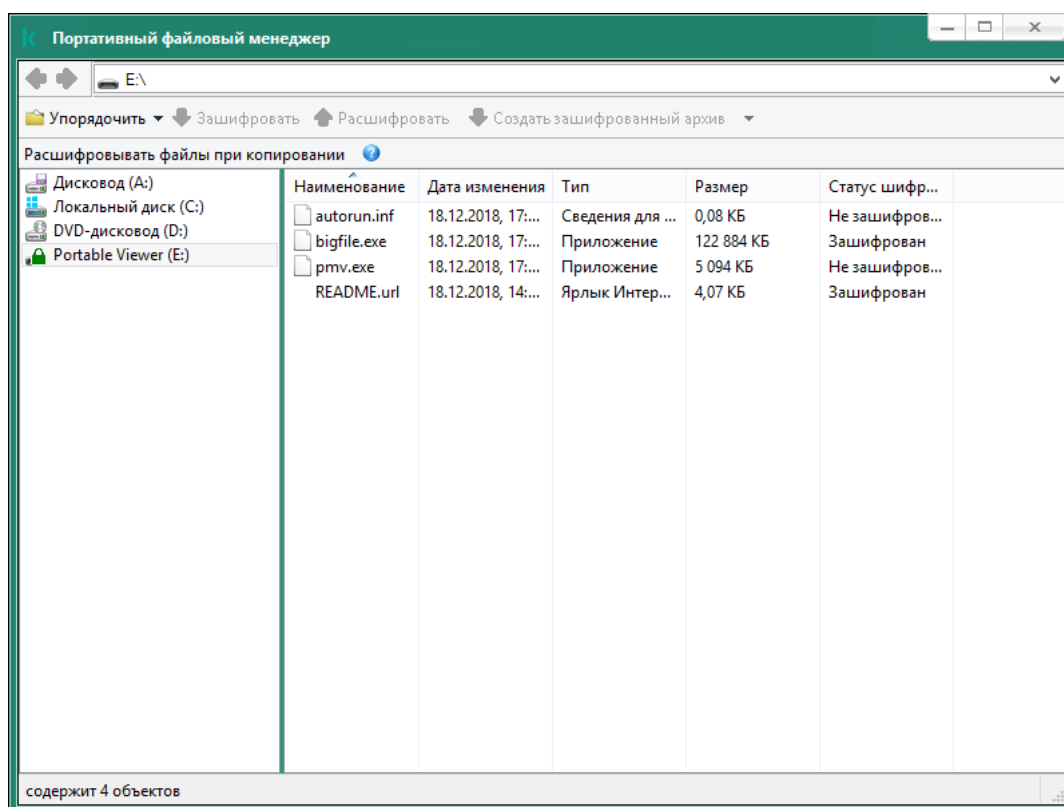 Портативный файловый менеджер
E:\
Упорядочить Зашифровать Расшифровать Создать зашифрованный архив
Расшифровывать файлы при копировании
Дисковод (A:)
Локальный диск (C:)
DVD-дисковод (D:)
Portable Viewer (E:)
Наименование Дата изменения Тип Размер Статус шифр...
autorun.inf 18.12.2018, 17:... Сведения для ... 0,08 КБ Не зашифров...
bigfile.exe 18.12.2018, 17:... Приложение 122 884 КБ Зашифрован
pmv.exe 18.12.2018, 17:... Приложение 5 094 КБ Не зашифров...
README.url 18.12.2018, 14:... Ярлык Интер... 4,07 КБ Зашифрован
содержит 4 объектов